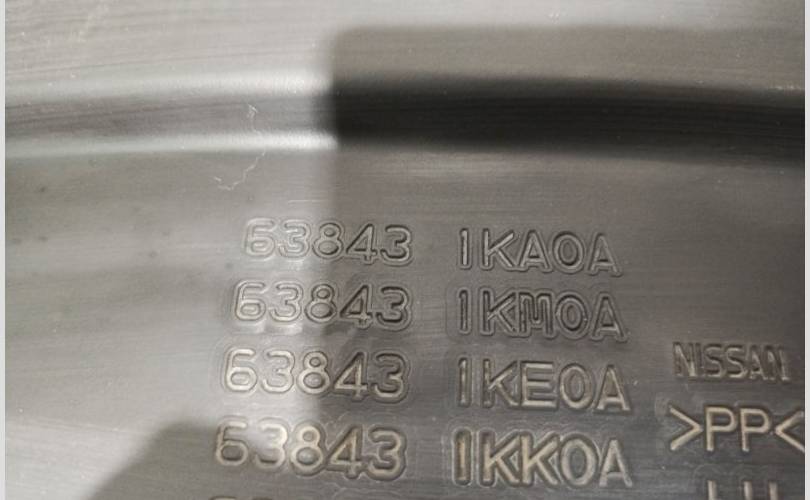 63843 1KA0A
63843 1KM0A
63843 1KE0A
NISSAN
>PP<
63843 1KK0A